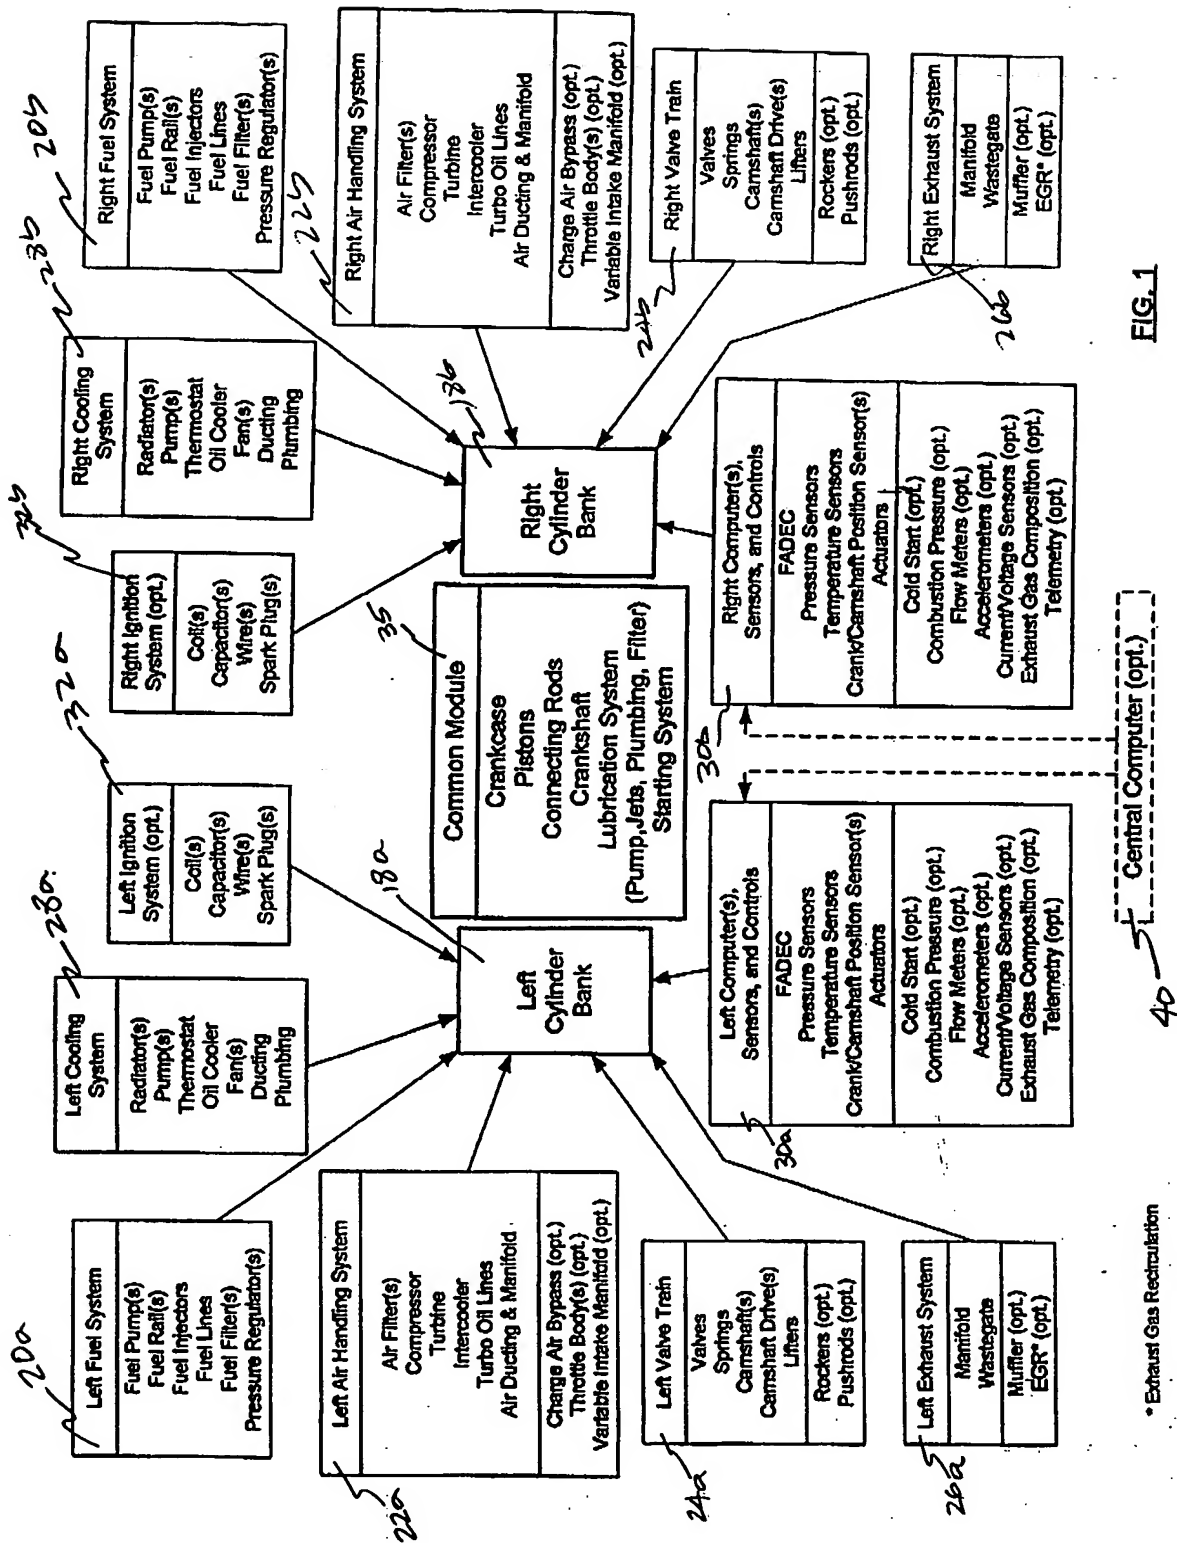 20a
Left Fuel System
Fuel Pump(s)
Fuel Rail(s)
Fuel Injectors
Fuel Lines
Fuel Filter(s)
Pressure Regulator(s)
28a
Left Cooling
System
Radiator(s)
Pump(s)
Thermostat
Oil Cooler
Fan(s)
Ducting
Plumbing
32a
Left Ignition
System (opt.)
Coil(s)
Capacitor(s)
Wire(s)
Spark Plug(s)
32b
Right Ignition
System (opt.)
Coil(s)
Capacitor(s)
Wire(s)
Spark Plug(s)
28b
Right Cooling
System
Radiator(s)
Pump(s)
Thermostat
Oil Cooler
Fan(s)
Ducting
Plumbing
20b
Right Fuel System
Fuel Pump(s)
Fuel Rail(s)
Fuel Injectors
Fuel Lines
Fuel Filter(s)
Pressure Regulator(s)
22a
Left Air Handling System
Air Filter(s)
Compressor
Turbine
Intercooler
Turbo Oil Lines
Air Ducting & Manifold
Charge Air Bypass (opt.)
Throttle Body(s) (opt.)
Variable Intake Manifold (opt.)
18a
Left
Cylinder
Bank
35
Common Module
Crankcase
Pistons
Connecting Rods
Crankshaft
Lubrication System
(Pump,Jets, Plumbing, Filter)
Starting System
18b
Right
Cylinder
Bank
22b
Right Air Handling System
Air Filter(s)
Compressor
Turbine
Intercooler
Turbo Oil Lines
Air Ducting & Manifold
Charge Air Bypass (opt.)
Throttle Body(s) (opt.)
Variable Intake Manifold (opt.)
24a
Left Valve Train
Valves
Springs
Camshaft(s)
Camshaft Drive(s)
Lifters
Rockers (opt.)
Pushrods (opt.)
30a
Left Computer(s),
Sensors, and Controls
FADEC
Pressure Sensors
Temperature Sensors
Crank/Camshaft Position Sensor(s)
Actuators
Cold Start (opt.)
Combustion Pressure (opt.)
Flow Meters (opt.)
Accelerometers (opt.)
Current/Voltage Sensors (opt.)
Exhaust Gas Composition (opt.)
Telemetry (opt.)
30b
Right Computer(s),
Sensors, and Controls
FADEC
Pressure Sensors
Temperature Sensors
Crank/Camshaft Position Sensor(s)
Actuators
Cold Start (opt.)
Combustion Pressure (opt.)
Flow Meters (opt.)
Accelerometers (opt.)
Current/Voltage Sensors (opt.)
Exhaust Gas Composition (opt.)
Telemetry (opt.)
24b
Right Valve Train
Valves
Springs
Camshaft(s)
Camshaft Drive(s)
Lifters
Rockers (opt.)
Pushrods (opt.)
26a
Left Exhaust System
Manifold
Wastegate
Muffler (opt.)
EGR* (opt.)
26b
Right Exhaust System
Manifold
Wastegate
Muffler (opt.)
EGR* (opt.)
40
Central Computer (opt.)
* Exhaust Gas Recirculation
FIG. 1